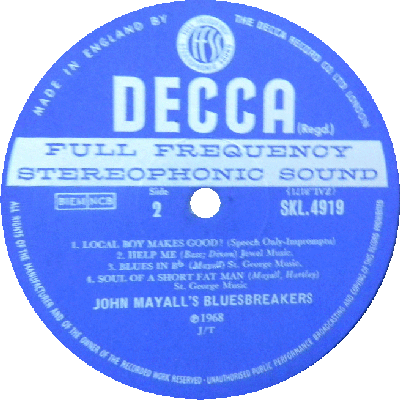 MADE IN ENGLAND BY
THE DECCA RECORD CO. LTD. LONDON
ffss
DECCA (Regd.)
FULL FREQUENCY
STEREOPHONIC SOUND
BIEM NCB
Side
2
SKL.4919
1. LOCAL BOY MAKES GOOD! (Speech Only-Impromptu)
2. HELP ME (Bass; Dixon) Jewel Music.
3. BLUES IN Bb (Mayall) St. George Music.
4. SOUL OF A SHORT FAT MAN (Mayall, Hartley)
St. George Music
JOHN MAYALL'S BLUESBREAKERS
℗1968
J/T
ALL RIGHTS OF THE MANUFACTURER AND OF THE OWNER OF THE RECORDED WORK RESERVED · UNAUTHORISED PUBLIC PERFORMANCE BROADCASTING AND COPYING OF THIS RECORD PROHIBITED